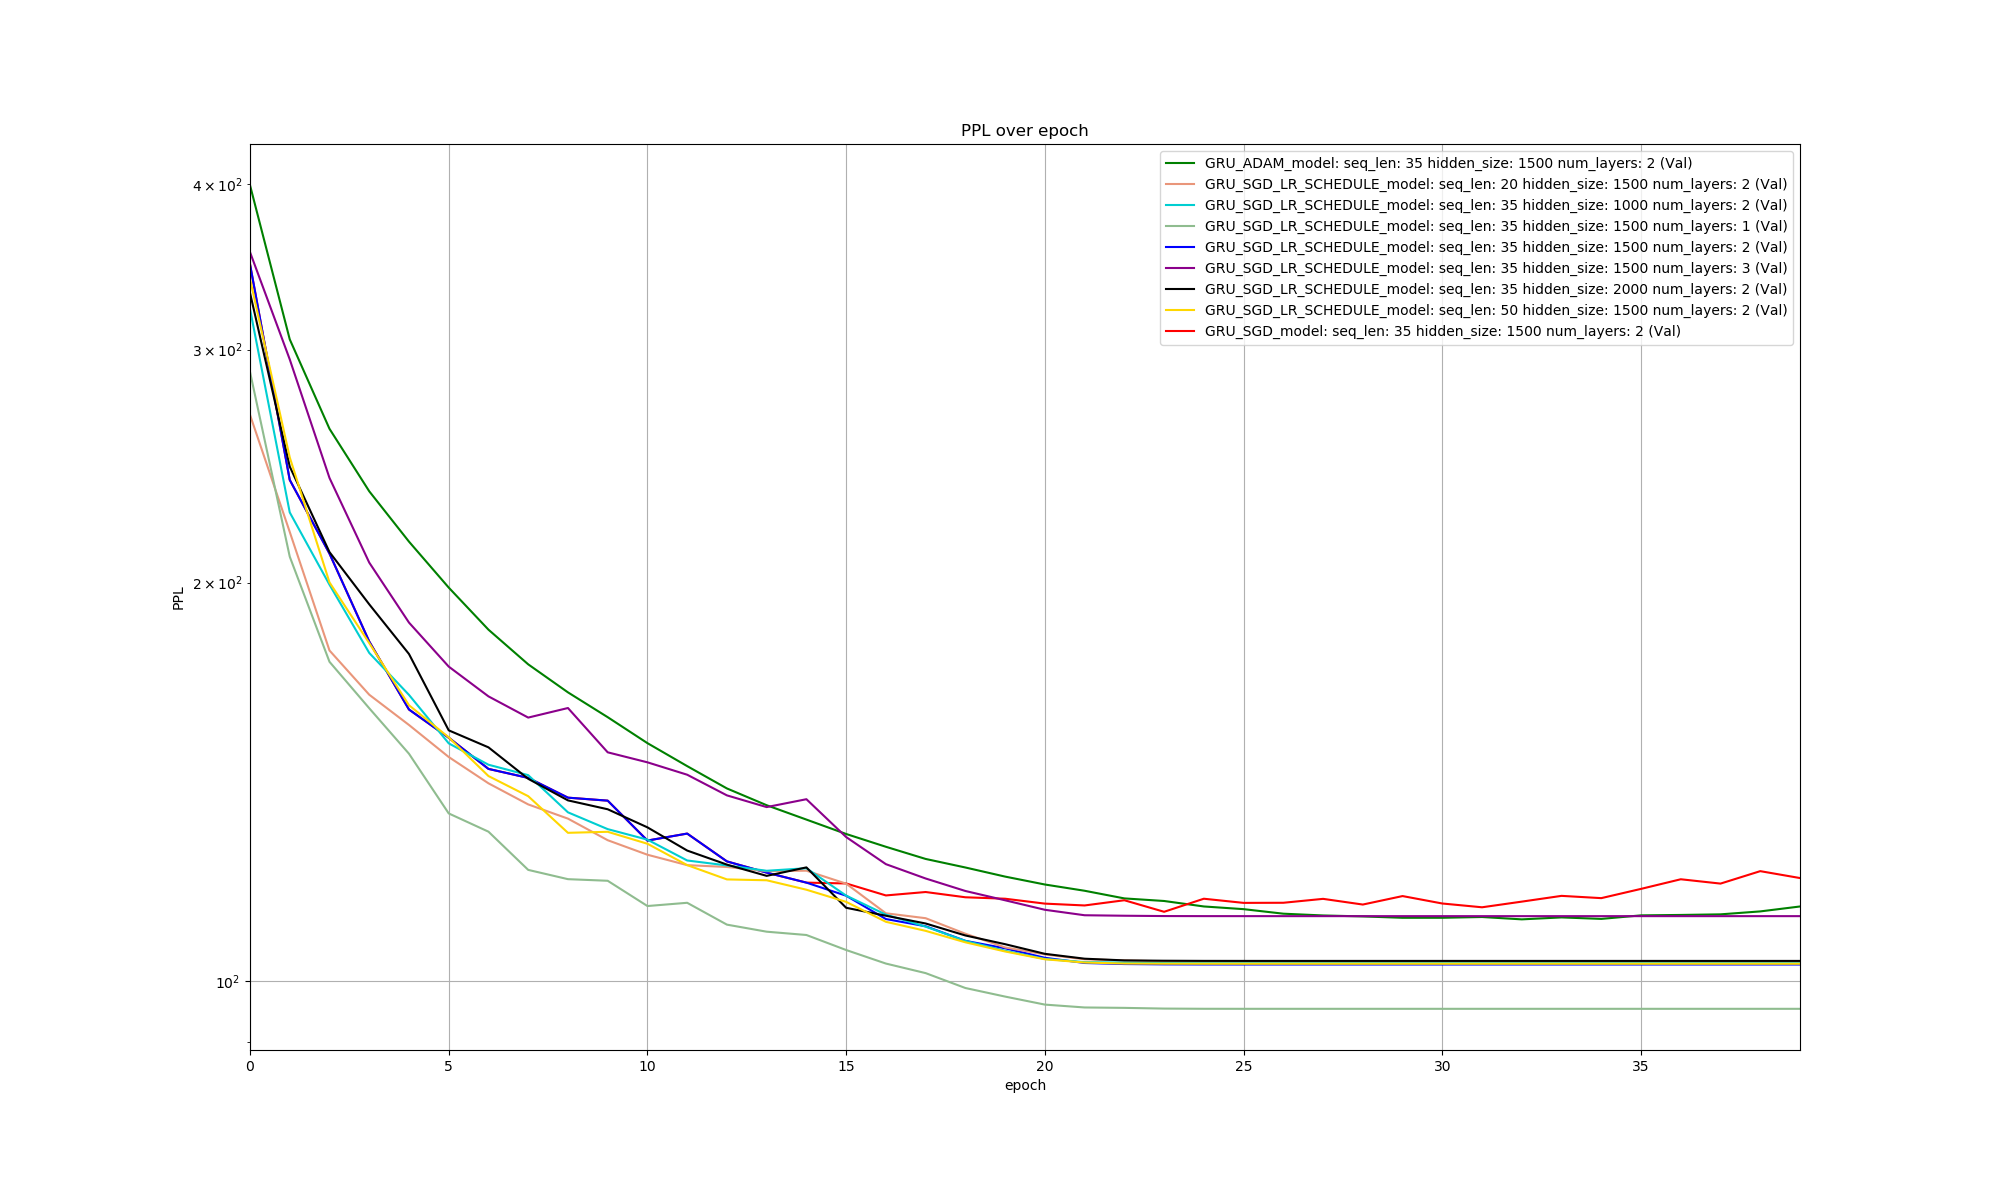 PPL over epoch
GRU_ADAM_model: seq_len: 35 hidden_size: 1500 num_layers: 2 (Val)
GRU_SGD_LR_SCHEDULE_model: seq_len: 20 hidden_size: 1500 num_layers: 2 (Val)
GRU_SGD_LR_SCHEDULE_model: seq_len: 35 hidden_size: 1000 num_layers: 2 (Val)
GRU_SGD_LR_SCHEDULE_model: seq_len: 35 hidden_size: 1500 num_layers: 1 (Val)
GRU_SGD_LR_SCHEDULE_model: seq_len: 35 hidden_size: 1500 num_layers: 2 (Val)
GRU_SGD_LR_SCHEDULE_model: seq_len: 35 hidden_size: 1500 num_layers: 3 (Val)
GRU_SGD_LR_SCHEDULE_model: seq_len: 35 hidden_size: 2000 num_layers: 2 (Val)
GRU_SGD_LR_SCHEDULE_model: seq_len: 50 hidden_size: 1500 num_layers: 2 (Val)
GRU_SGD_model: seq_len: 35 hidden_size: 1500 num_layers: 2 (Val)
4 × 10²
3 × 10²
2 × 10²
10²
PPL
0 5 10 15 20 25 30 35
epoch